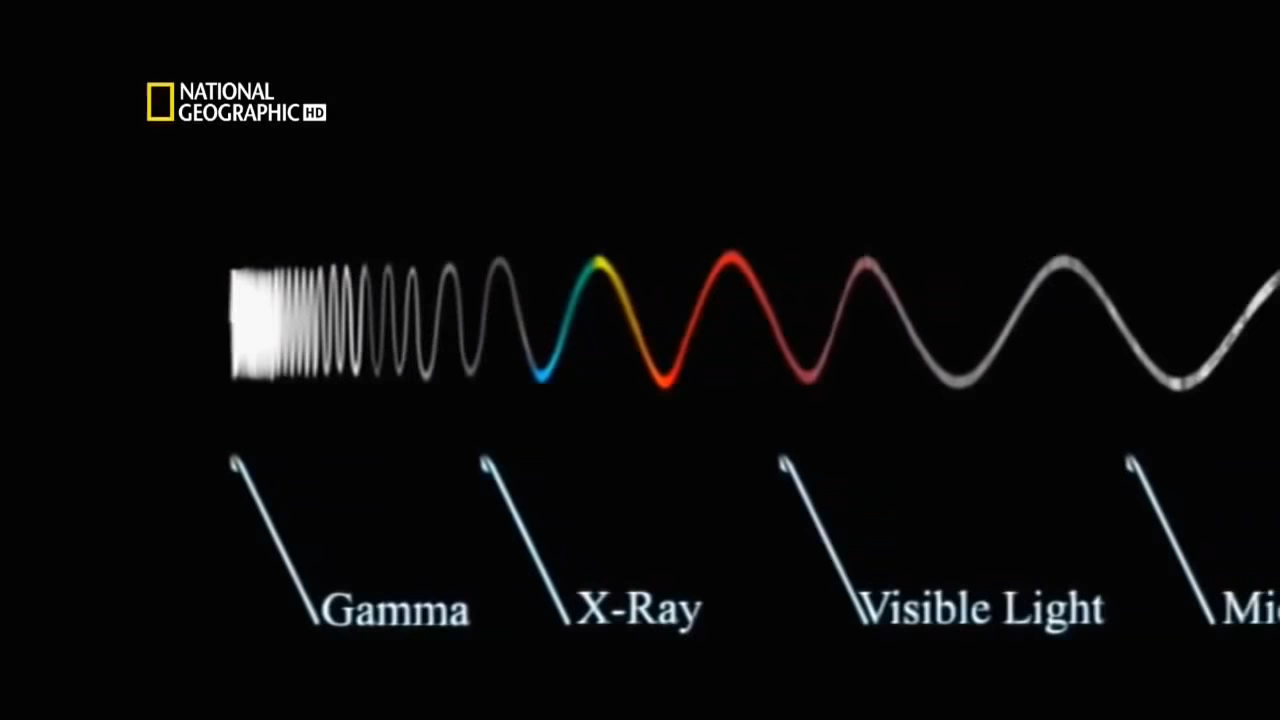 NATIONAL
GEOGRAPHIC HD
Gamma
X-Ray
Visible Light